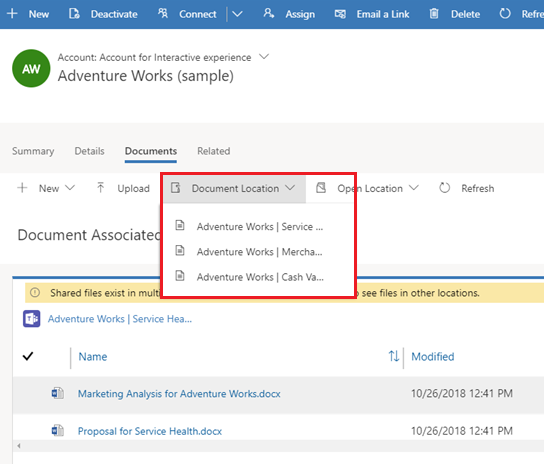 New Deactivate Connect Assign Email a Link Delete Refresh
Account: Account for Interactive experience
AW
Adventure Works (sample)
Summary Details Documents Related
New Upload Document Location Open Location Refresh
Adventure Works | Service ...
Document Associated
Adventure Works | Mercha...
Adventure Works | Cash Va...
Shared files exist in multi to see files in other locations.
Adventure Works | Service Hea...
Name Modified
Marketing Analysis for Adventure Works.docx 10/26/2018 12:41 PM
Proposal for Service Health.docx 10/26/2018 12:41 PM